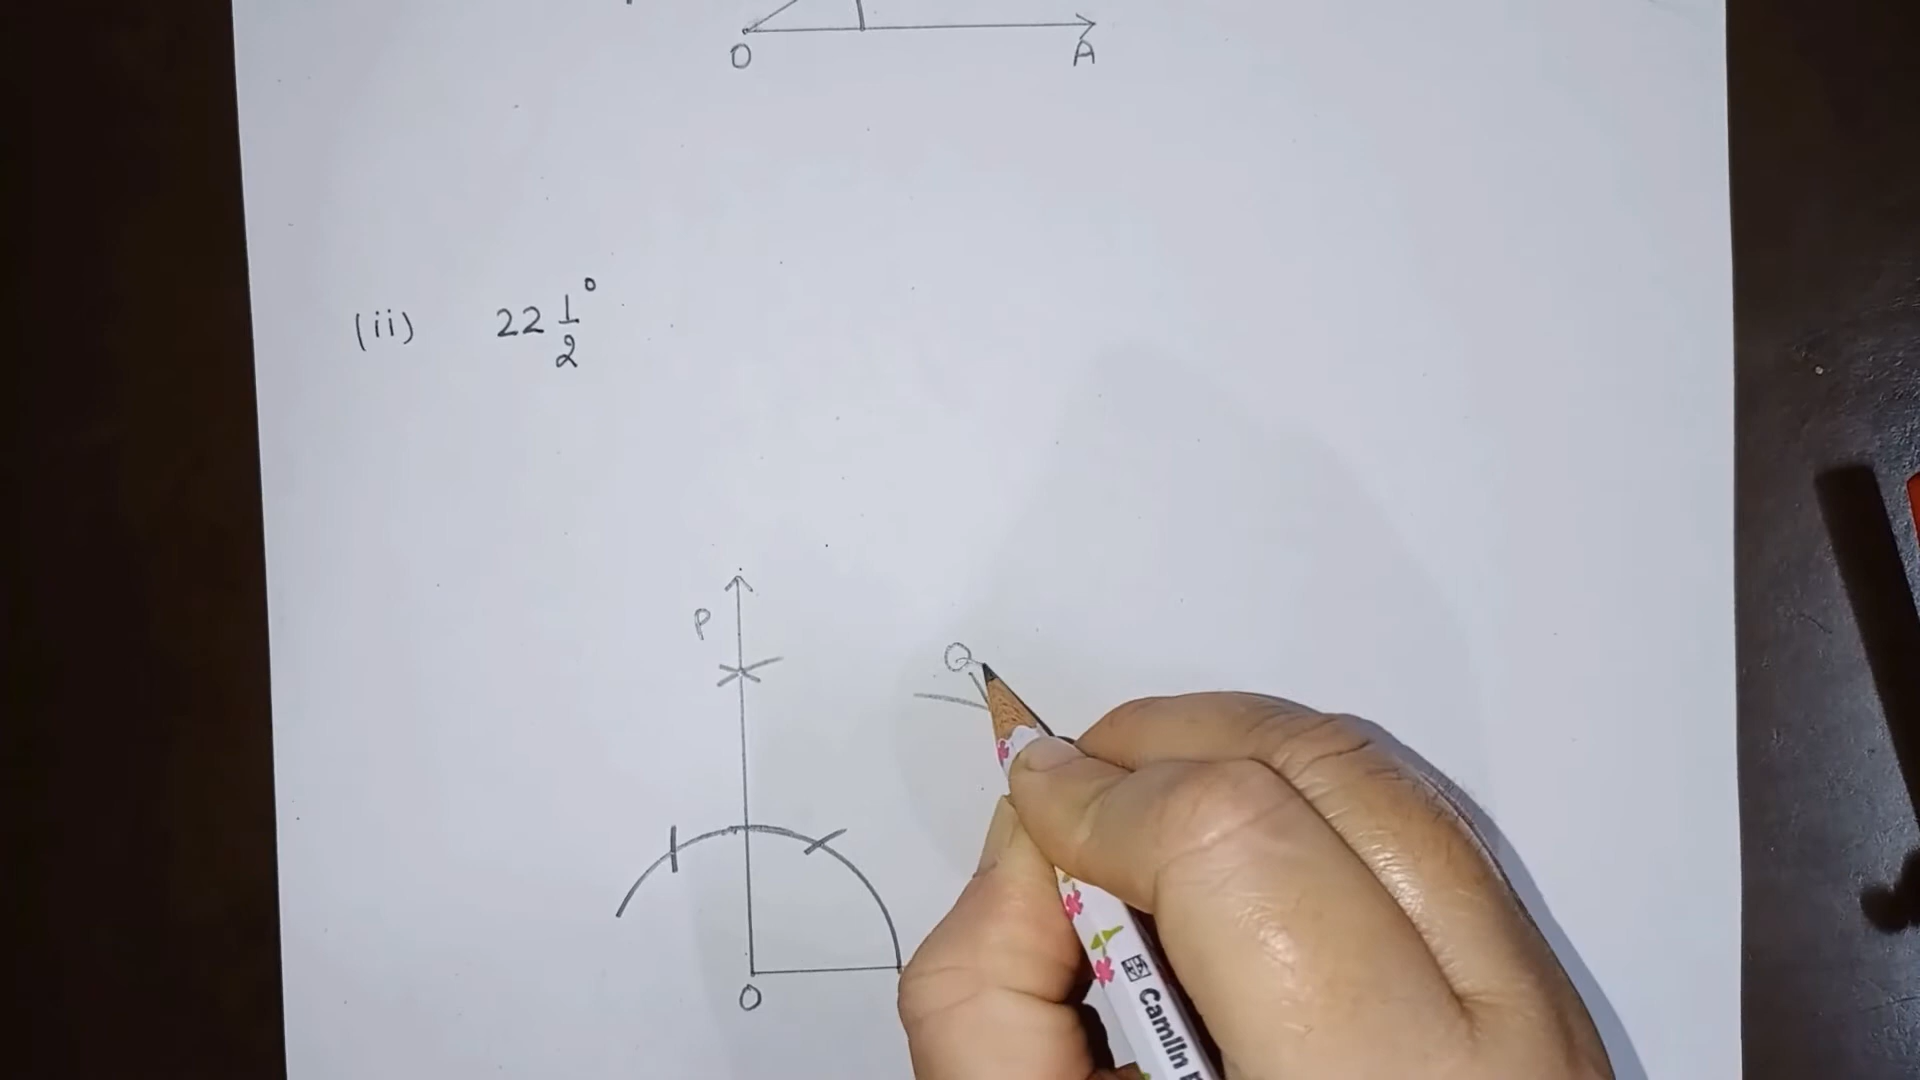 O A
(ii) 22 1/2°
P
Q
O
Camlin